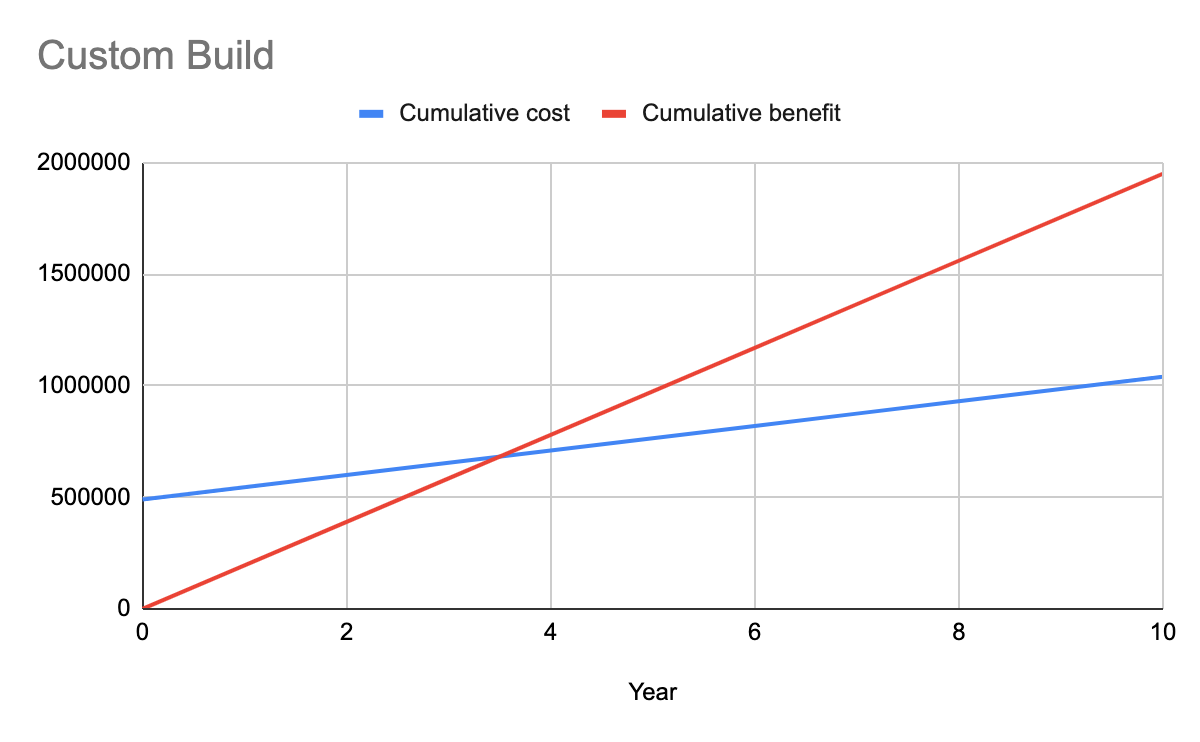 Custom Build
Cumulative cost Cumulative benefit
2000000
1500000
1000000
500000
0
0 2 4 6 8 10
Year